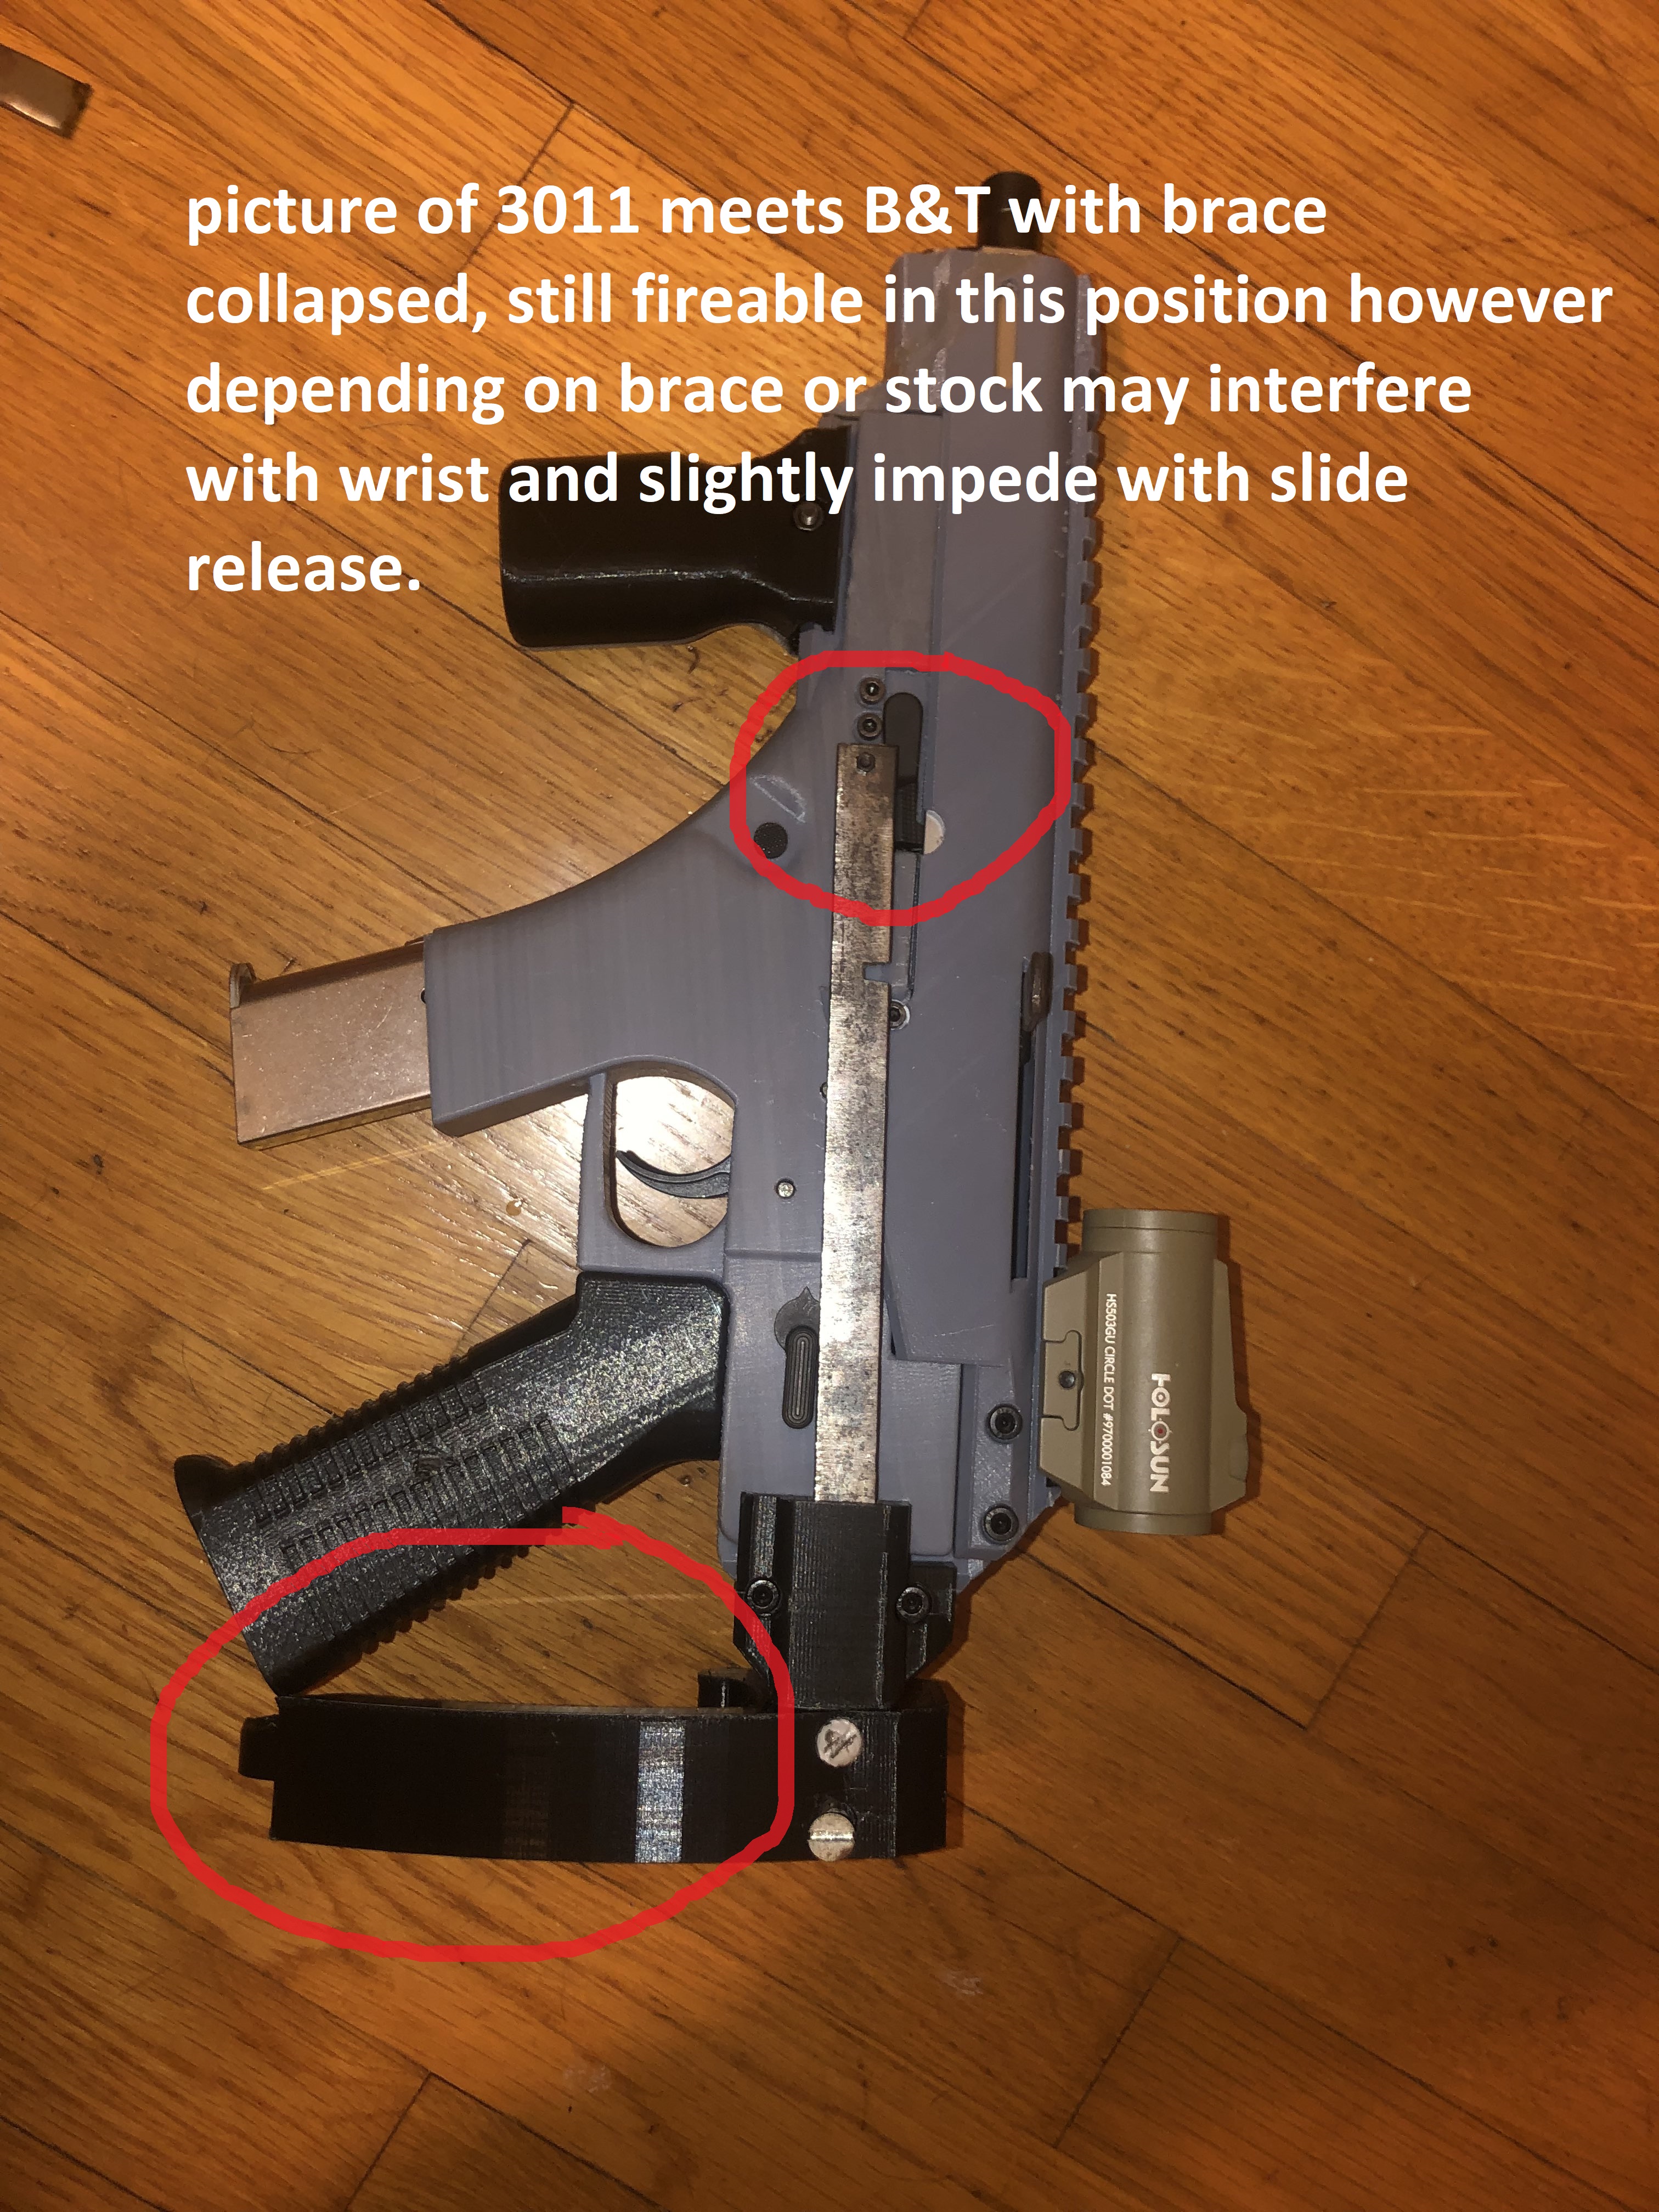 picture of 3011 meets B&T with brace
collapsed, still fireable in this position however
depending on brace or stock may interfere
with wrist and slightly impede with slide
release.
HS503GU CIRCLE DOT #9700001084
HOLOSUN